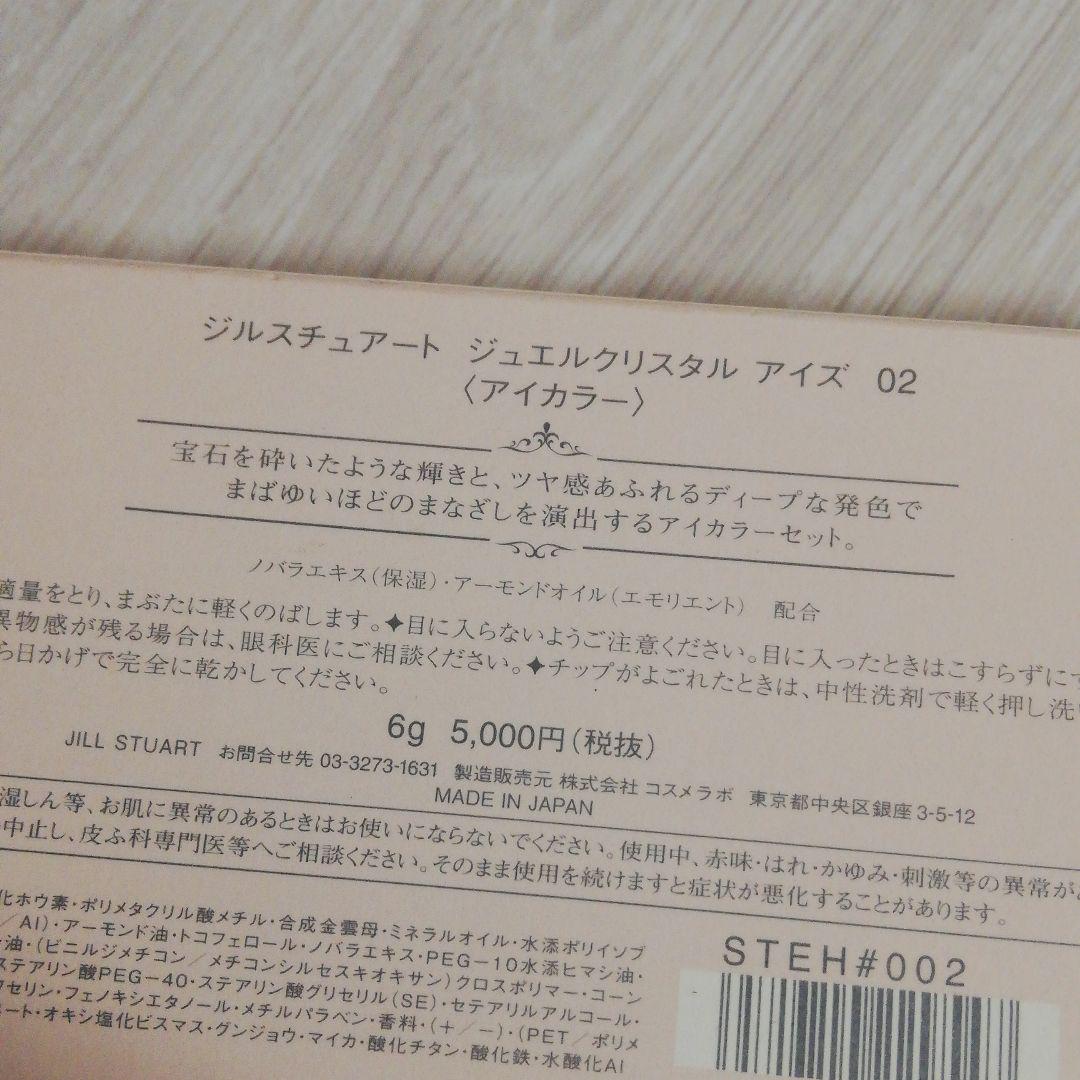 ジルスチュアート ジュエルクリスタル アイズ 02
〈アイカラー〉
宝石を砕いたような輝きと、ツヤ感あふれるディープな発色で
まばゆいほどのまなざしを演出するアイカラーセット。
ノバラエキス(保湿)・アーモンドオイル(エモリエント) 配合
適量をとり、まぶたに軽くのばします。✦目に入らないようご注意ください。目に入ったときはこすらずにす
異物感が残る場合は、眼科医にご相談ください。✦チップがよごれたときは、中性洗剤で軽く押し洗い
ら日かげで完全に乾かしてください。
6g 5,000円(税抜)
JILL STUART お問合せ先 03-3273-1631 製造販売元 株式会社 コスメラボ 東京都中央区銀座3-5-12
MADE IN JAPAN
湿しん等、お肌に異常のあるときはお使いにならないでください。使用中、赤味・はれ・かゆみ・刺激等の異常が
中止し、皮ふ科専門医等へご相談ください。そのまま使用を続けますと症状が悪化することがあります。
化ホウ素・ポリメタクリル酸メチル・合成金雲母・ミネラルオイル・水添ポリイソブ
/Al)・アーモンド油・トコフェロール・ノバラエキス・PEG-10水添ヒマシ油・
油・(ビニルジメチコン/メチコンシルセスキオキサン)クロスポリマー・コーン
ステアリン酸PEG-40・ステアリン酸グリセリル(SE)・セテアリルアルコール・
ワセリン・フェノキシエタノール・メチルパラベン・香料・(+/-)・(PET/ポリメ
ート・オキシ塩化ビスマス・グンジョウ・マイカ・酸化チタン・酸化鉄・水酸化Al
STEH#002